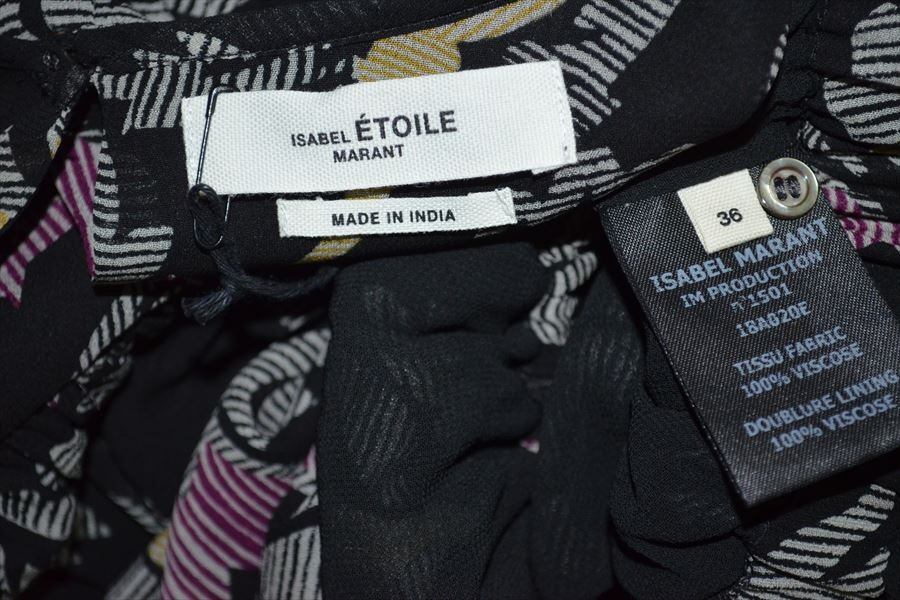 ISABEL ÉTOILE
MARANT
MADE IN INDIA
36
ISABEL MARANT
IM PRODUCTION
1501
18A020E
TISSU FABRIC
100% VISCOSE
DOUBLURE LINING
100% VISCOSE